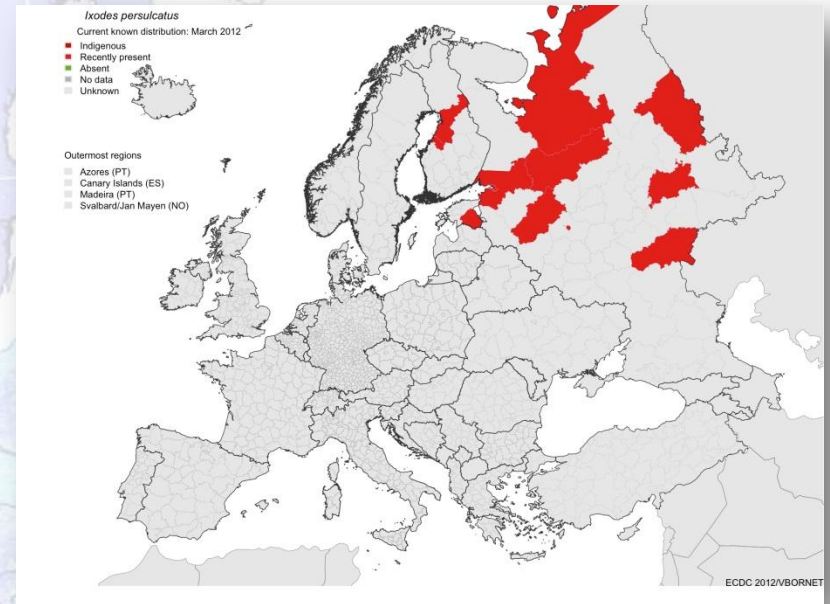 Ixodes persulcatus
Current known distribution: March 2012
Indigenous
Recently present
Absent
No data
Unknown
Outermost regions
Azores (PT)
Canary Islands (ES)
Madeira (PT)
Svalbard/Jan Mayen (NO)
ECDC 2012/VBORNET